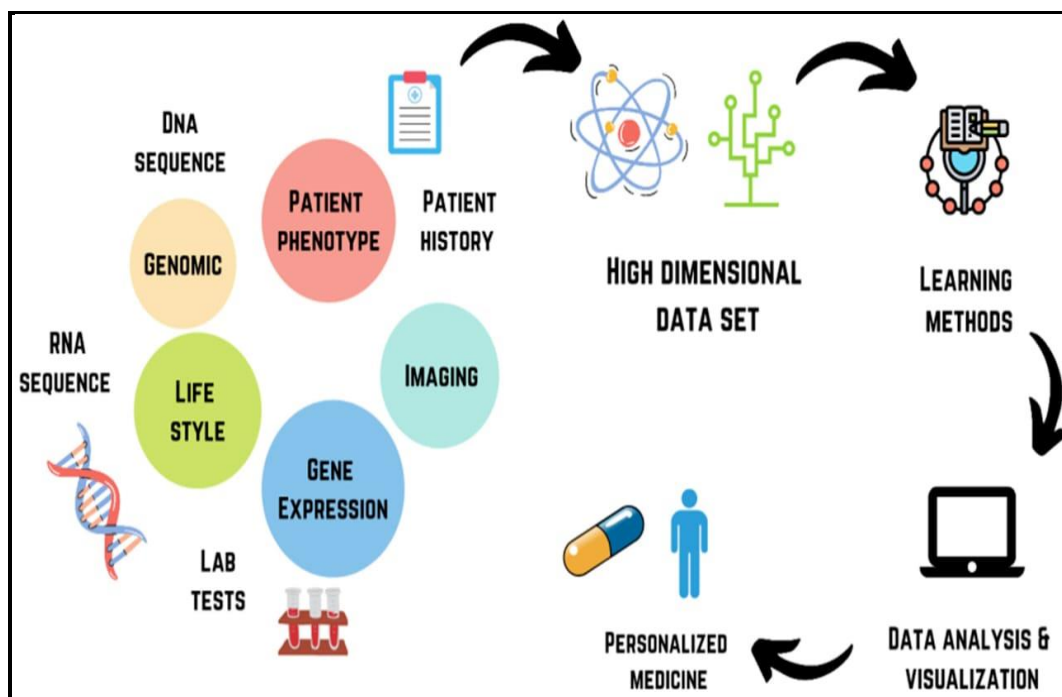 DNA
SEQUENCE
PATIENT
PHENOTYPE
PATIENT
HISTORY
GENOMIC
RNA
SEQUENCE
LIFE
STYLE
IMAGING
GENE
EXPRESSION
LAB
TESTS
HIGH DIMENSIONAL
DATA SET
LEARNING
METHODS
DATA ANALYSIS &
VISUALIZATION
PERSONALIZED
MEDICINE